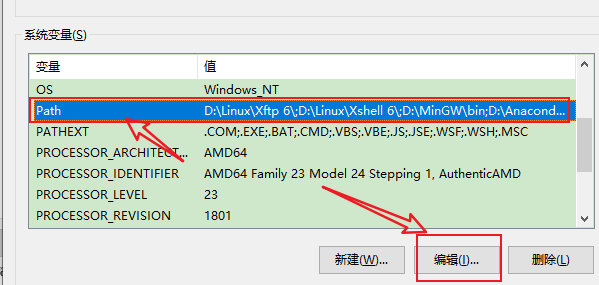 系统变量(S)
变量 值
OS Windows_NT
Path D:\Linux\Xftp 6\;D:\Linux\Xshell 6\;D:\MinGW\bin;D:\Anacond...
PATHEXT .COM;.EXE;.BAT;.CMD;.VBS;.VBE;.JS;.JSE;.WSF;.WSH;.MSC
PROCESSOR_ARCHITECT... AMD64
PROCESSOR_IDENTIFIER AMD64 Family 23 Model 24 Stepping 1, AuthenticAMD
PROCESSOR_LEVEL 23
PROCESSOR_REVISION 1801
新建(W)... 编辑(I)... 删除(L)